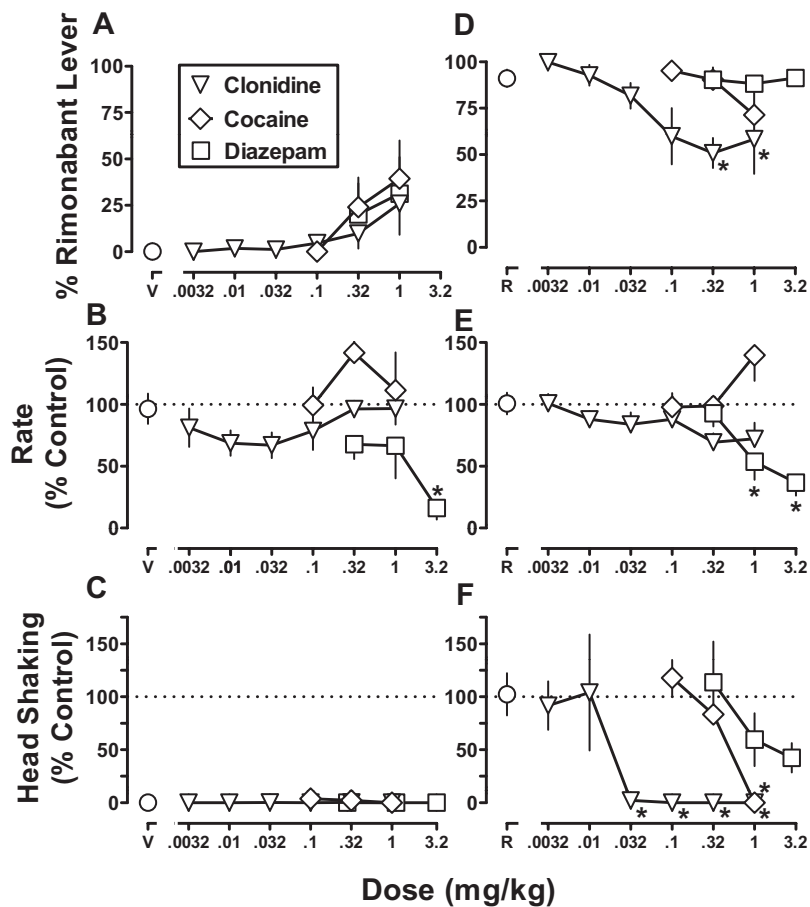 A
% Rimonabant Lever
100
75
50
25
0
Clonidine
Cocaine
Diazepam
V .0032 .01 .032 .1 .32 1 3.2
D
100
75
50
25
0
* *
R .0032 .01 .032 .1 .32 1 3.2
B
Rate
(% Control)
150
100
50
0
*
V .0032 .01 .032 .1 .32 1 3.2
E
150
100
50
0
* *
R .0032 .01 .032 .1 .32 1 3.2
C
Head Shaking
(% Control)
150
100
50
0
V .0032 .01 .032 .1 .32 1 3.2
F
150
100
50
0
* * * * *
R .0032 .01 .032 .1 .32 1 3.2
Dose (mg/kg)